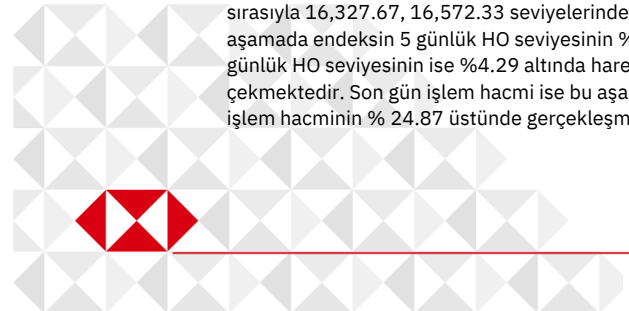 sırasıyla 16,327.67, 16,572.33 seviyelerinde
aşamada endeksin 5 günlük HO seviyesinin %
günlük HO seviyesinin ise %4.29 altında hare
çekmektedir. Son gün işlem hacmi ise bu aşa
işlem hacminin % 24.87 üstünde gerçekleşm